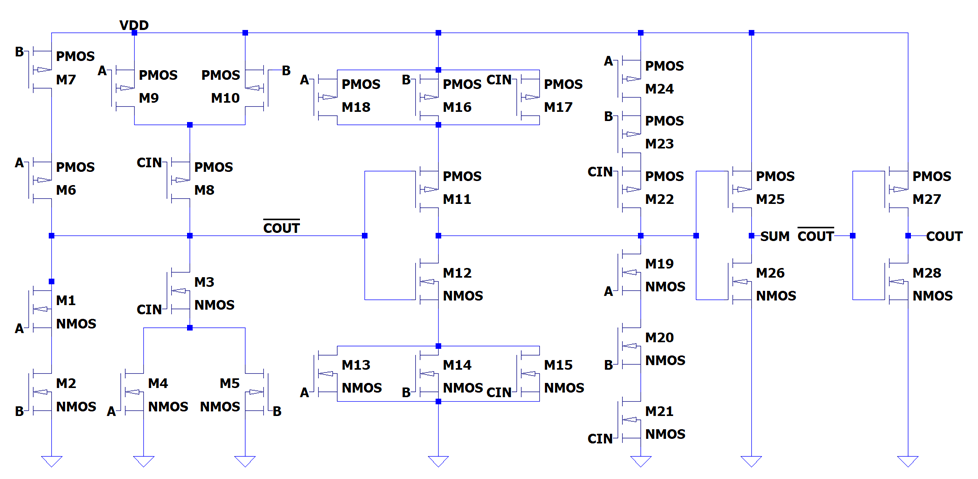 VDD
B PMOS M7
A PMOS M9
PMOS M10 B
A PMOS M18
B PMOS M16
CIN PMOS M17
A PMOS M24
B PMOS M23
A PMOS M6
CIN PMOS M8
PMOS M11
CIN PMOS M22
PMOS M25
PMOS M27
COUT
SUM
COUT
COUT
M1 NMOS A
M3 NMOS CIN
M12 NMOS
M19 NMOS A
M26 NMOS
M28 NMOS
M2 NMOS B
M4 NMOS A
M5 NMOS B
M13 NMOS A
M14 NMOS B
M15 NMOS CIN
M20 NMOS B
M21 NMOS CIN